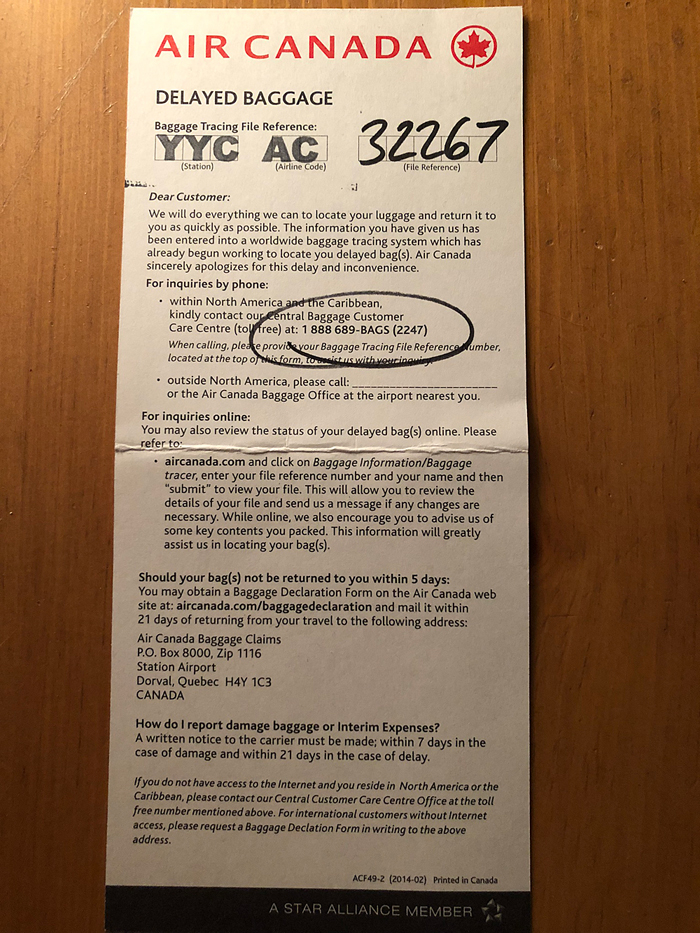 AIR CANADA
DELAYED BAGGAGE
Baggage Tracing File Reference:
YYC AC 32267
(Station) (Airline Code) (File Reference)
Dear Customer:
We will do everything we can to locate your luggage and return it to
you as quickly as possible. The information you have given us has
been entered into a worldwide baggage tracing system which has
already begun working to locate you delayed bag(s). Air Canada
sincerely apologizes for this delay and inconvenience.
For inquiries by phone:
• within North America and the Caribbean,
kindly contact our Central Baggage Customer
Care Centre (toll free) at: 1 888 689-BAGS (2247)
When calling, please provide your Baggage Tracing File Reference Number,
located at the top of this form, to assist us with your inquiry.
• outside North America, please call:
or the Air Canada Baggage Office at the airport nearest you.
For inquiries online:
You may also review the status of your delayed bag(s) online. Please
refer to:
• aircanada.com and click on Baggage Information/Baggage
tracer, enter your file reference number and your name and then
"submit" to view your file. This will allow you to review the
details of your file and send us a message if any changes are
necessary. While online, we also encourage you to advise us of
some key contents you packed. This information will greatly
assist us in locating your bag(s).
Should your bag(s) not be returned to you within 5 days:
You may obtain a Baggage Declaration Form on the Air Canada web
site at: aircanada.com/baggagedeclaration and mail it within
21 days of returning from your travel to the following address:
Air Canada Baggage Claims
P.O. Box 8000, Zip 1116
Station Airport
Dorval, Quebec H4Y 1C3
CANADA
How do I report damage baggage or Interim Expenses?
A written notice to the carrier must be made; within 7 days in the
case of damage and within 21 days in the case of delay.
If you do not have access to the Internet and you reside in North America or the
Caribbean, please contact our Central Customer Care Centre Office at the toll
free number mentioned above. For international customers without Internet
access, please request a Baggage Declation Form in writing to the above
address.
ACF49-2 (2014-02) Printed in Canada
A STAR ALLIANCE MEMBER